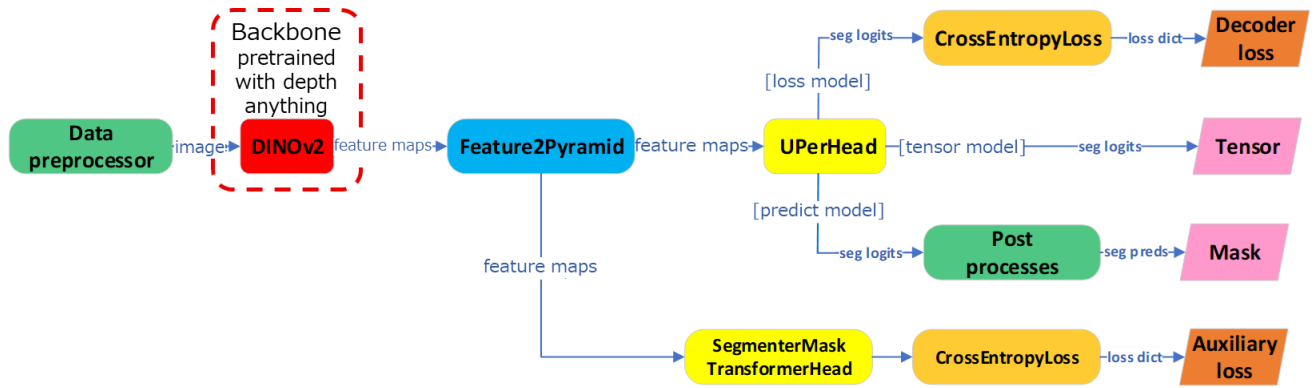 Backbone
pretrained
with depth
anything
Data
preprocessor
image
DINOv2
feature maps
Feature2Pyramid
feature maps
UPerHead
[loss model]
seg logits
CrossEntropyLoss
loss dict
Decoder
loss
[tensor model]
seg logits
Tensor
[predict model]
seg logits
Post
processes
seg preds
Mask
feature maps
SegmenterMask
TransformerHead
CrossEntropyLoss
loss dict
Auxiliary
loss